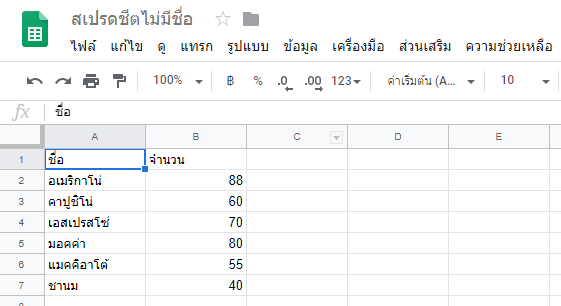 สเปรดชีตไม่มีชื่อ
ไฟล์ แก้ไข ดู แทรก รูปแบบ ข้อมูล เครื่องมือ ส่วนเสริม ความช่วยเหลือ
100% ฿ % .0 .00 123 ค่าเริ่มต้น (A... 10
fx ชื่อ
A B C D E
1 ชื่อ จำนวน
2 อเมริกาโน่ 88
3 คาปูชิโน่ 60
4 เอสเปรสโซ่ 70
5 มอคค่า 80
6 แมคคิอาโต้ 55
7 ชานม 40